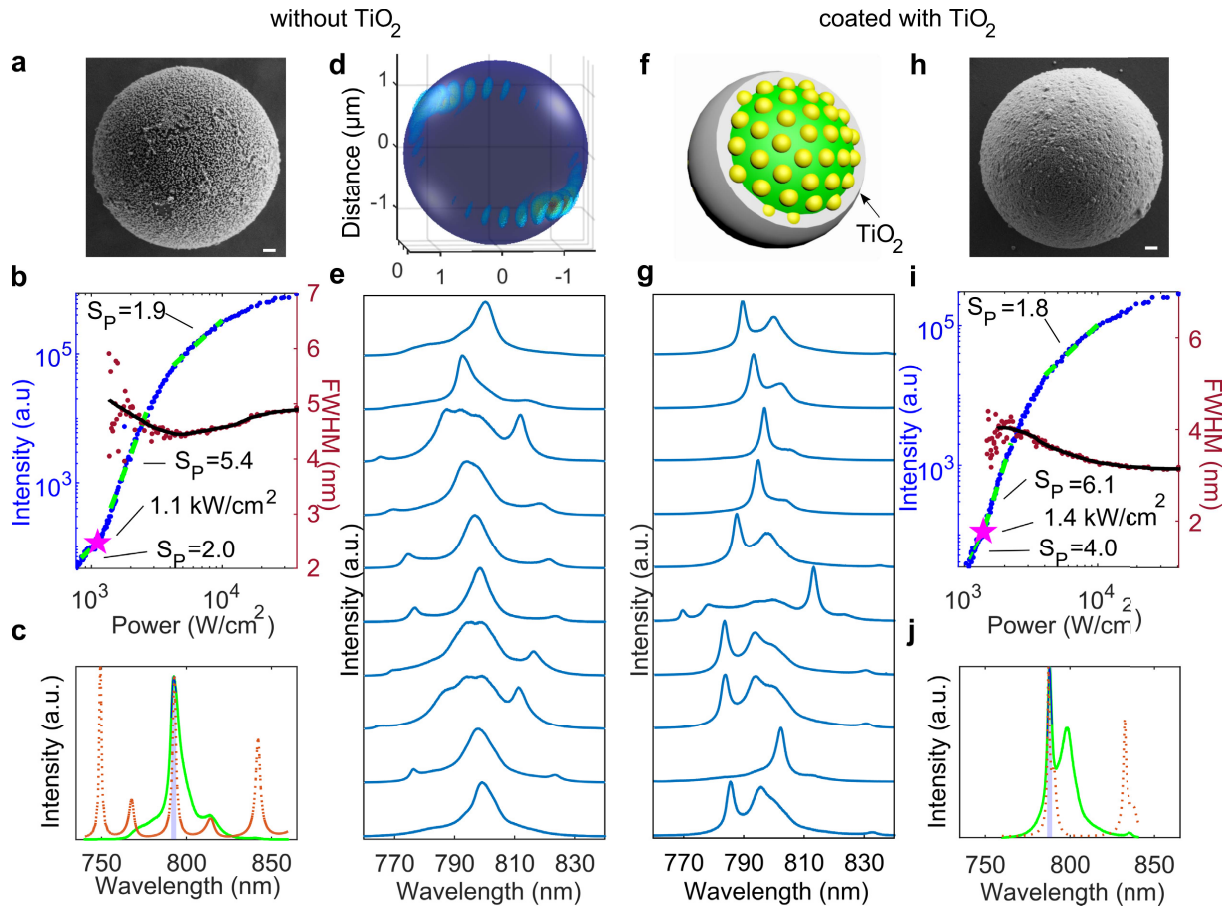 without TiO2
coated with TiO2
a
d
f
h
Distance (µm)
1
0
-1
0
1
0
-1
TiO2
b
SP=1.9
SP=5.4
1.1 kW/cm2
SP=2.0
Intensity (a.u)
10^5
10^3
FWHM (nm)
7
6
5
4
3
2
10^3
10^4
Power (W/cm2)
e
Intensity (a.u.)
770
790
810
830
Wavelength (nm)
g
Intensity (a.u.)
770
790
810
830
Wavelength (nm)
i
SP=1.8
SP=6.1
1.4 kW/cm2
SP=4.0
Intensity (a.u)
10^5
10^3
FWHM (nm)
6
4
2
10^3
10^4
Power (W/cm2)
c
Intensity (a.u.)
750
800
850
Wavelength (nm)
j
Intensity (a.u.)
750
800
850
Wavelength (nm)